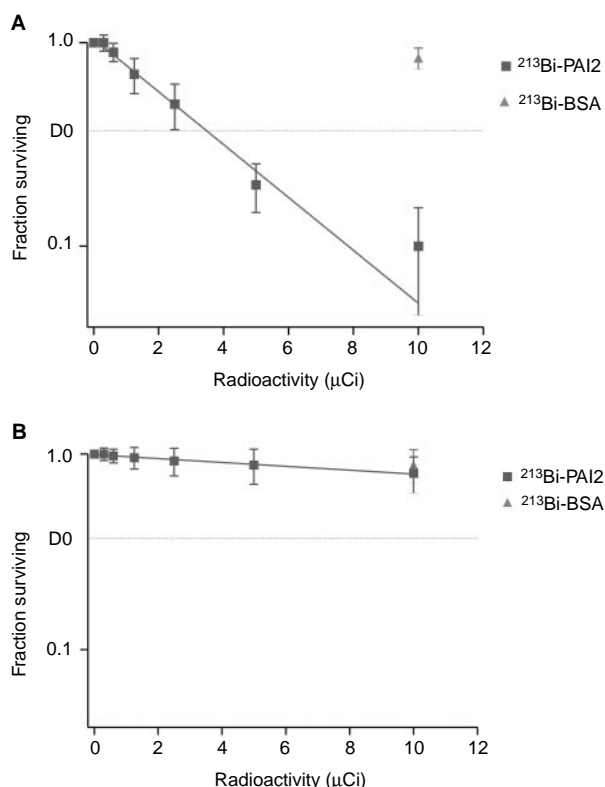 A
1.0
D0
0.1
Fraction surviving
0 2 4 6 8 10 12
Radioactivity (μCi)
²¹³Bi-PAI2
²¹³Bi-BSA
B
1.0
D0
0.1
Fraction surviving
0 2 4 6 8 10 12
Radioactivity (μCi)
²¹³Bi-PAI2
²¹³Bi-BSA